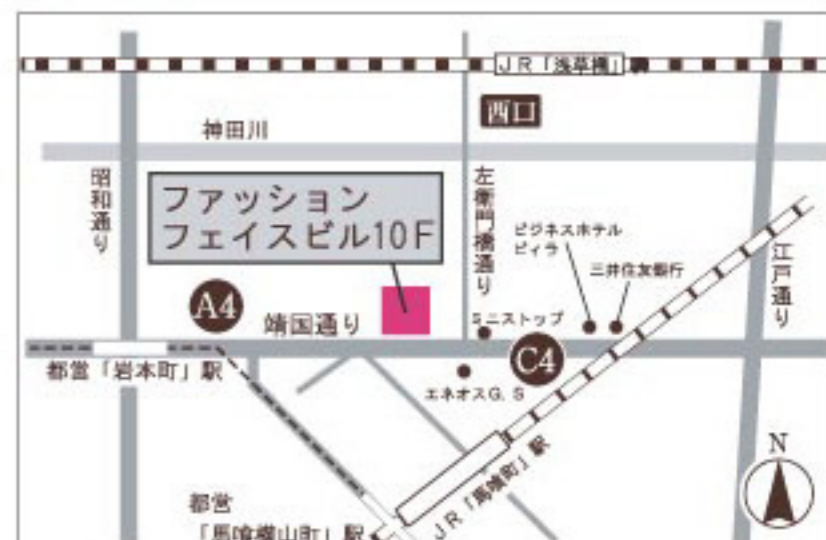 JR「浅草橋」駅
西口
神田川
昭和通り
ファッション
フェイスビル10F
左衛門橋通り
ビジネスホテル
ビィラ
三井住友銀行
江戸通り
A4
靖国通り
Sニストップ
C4
都営「岩本町」駅
エネオスG.S
N
JR「馬喰町」駅
都営
「馬喰横山町」駅